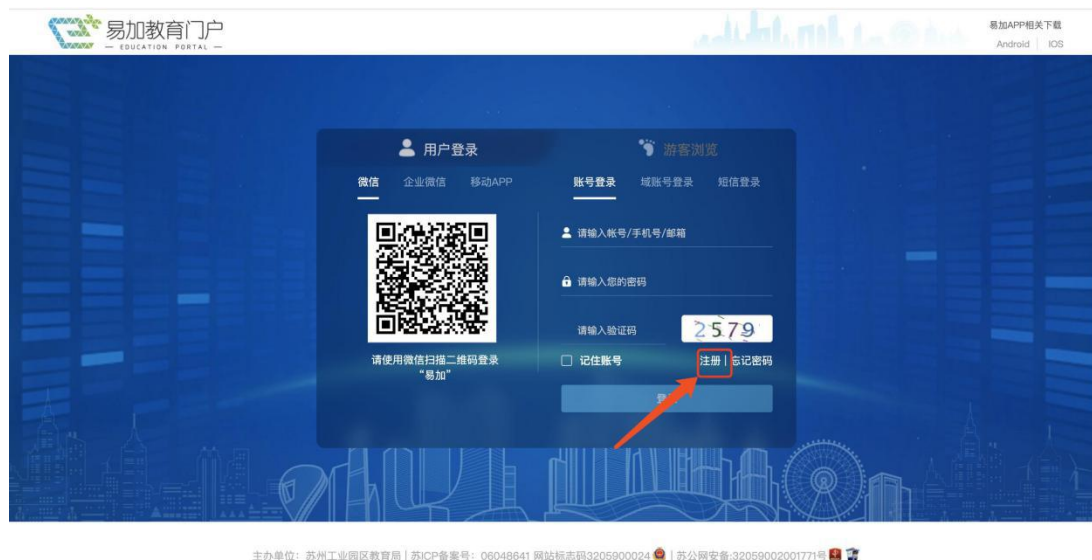 易加教育门户
— EDUCATION PORTAL —
易加APP相关下载
Android | IOS
用户登录
游客浏览
微信 企业微信 移动APP
账号登录 域账号登录 短信登录
请输入帐号/手机号/邮箱
请输入您的密码
请输入验证码 2579
请使用微信扫描二维码登录
“易加”
记住账号 注册 | 忘记密码
登
主办单位：苏州工业园区教育局 | 苏ICP备案号：06048641 网站标志码3205900024 | 苏公网安备:32059002001771号